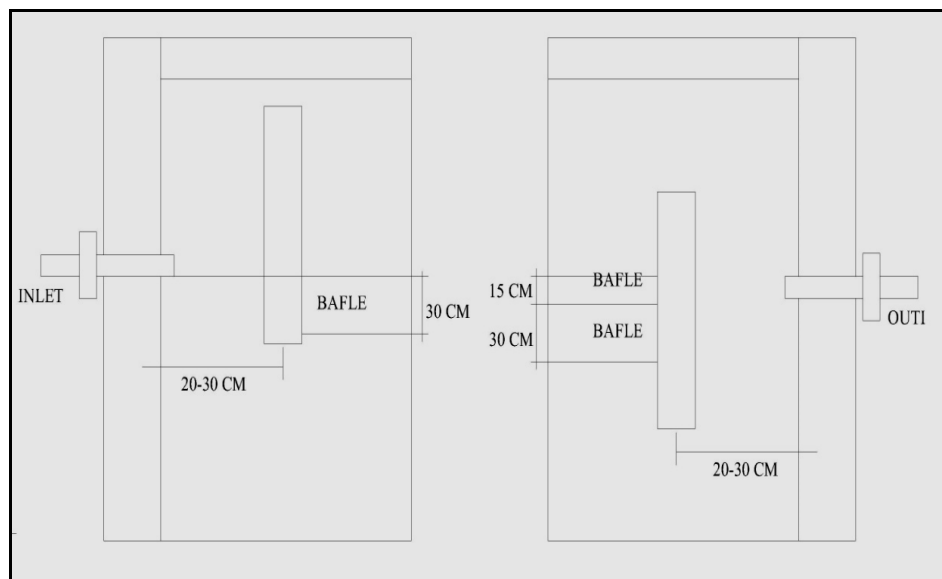 INLET
BAFLE
30 CM
20-30 CM
15 CM
BAFLE
30 CM
BAFLE
OUTI
20-30 CM